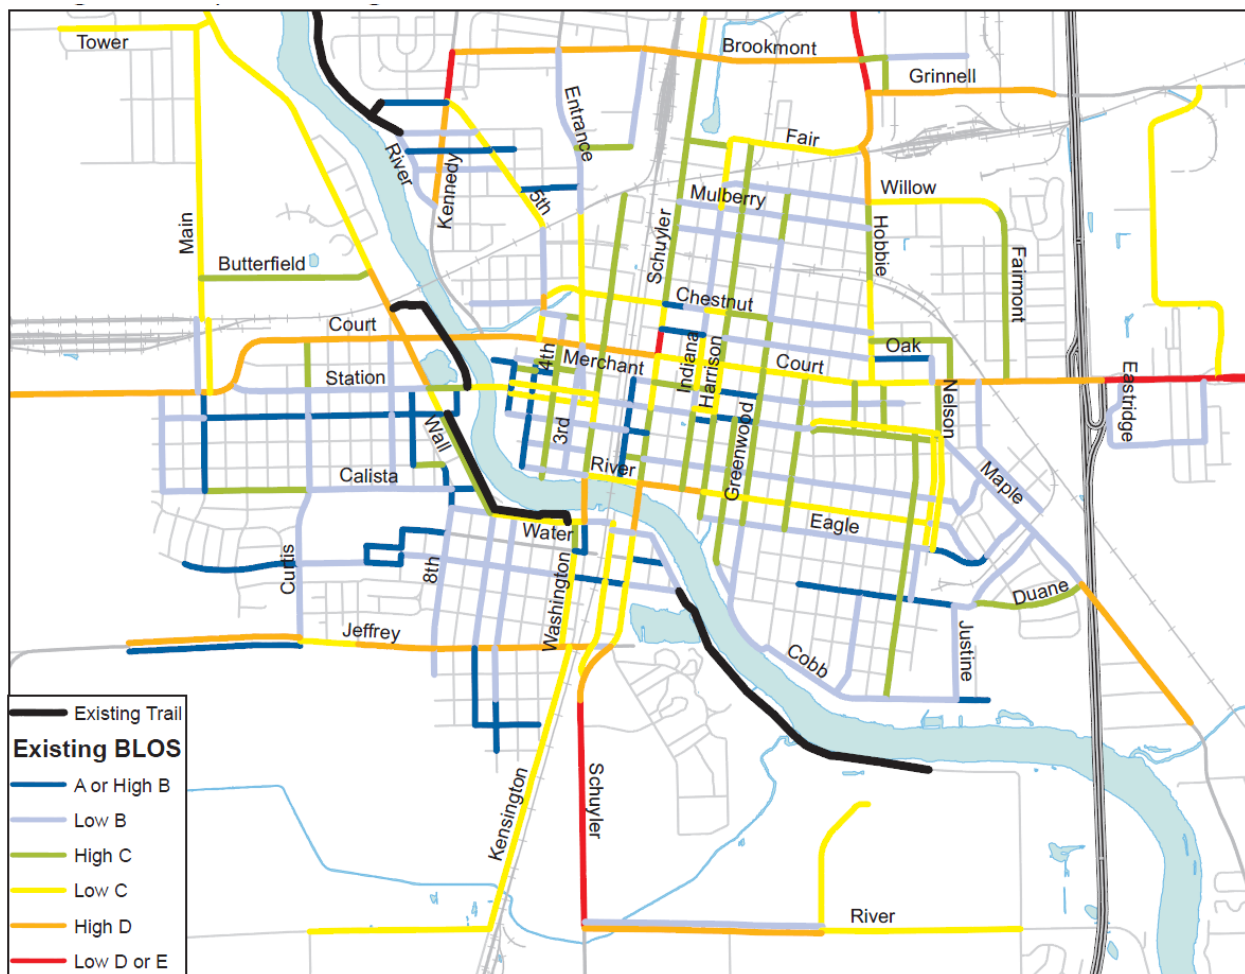 Tower
Brookmont
Grinnell
Entrance
Fair
River
Kennedy
5th
Mulberry
Willow
Main
Schuyler
Hobbie
Butterfield
Fairmont
Chestnut
Court
Oak
4th
Merchant
Indiana
Harrison
Court
Station
Eastridge
Nelson
Wall
3rd
Greenwood
River
Maple
Calista
Eagle
Water
Curtis
8th
Washington
Duane
Jeffrey
Justine
Cobb
Existing Trail
Existing BLOS
A or High B
Low B
High C
Low C
High D
Low D or E
Kensington
Schuyler
River